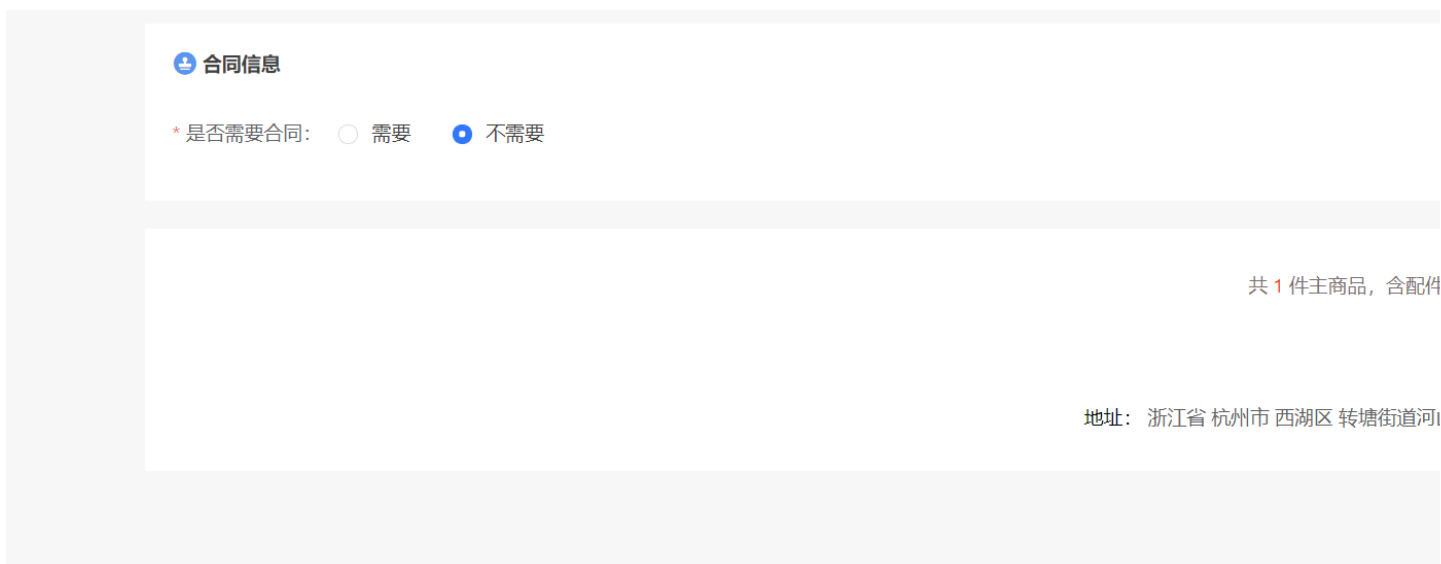 合同信息
* 是否需要合同： 需要 不需要
共 1 件主商品，含配件
地址： 浙江省 杭州市 西湖区 转塘街道河